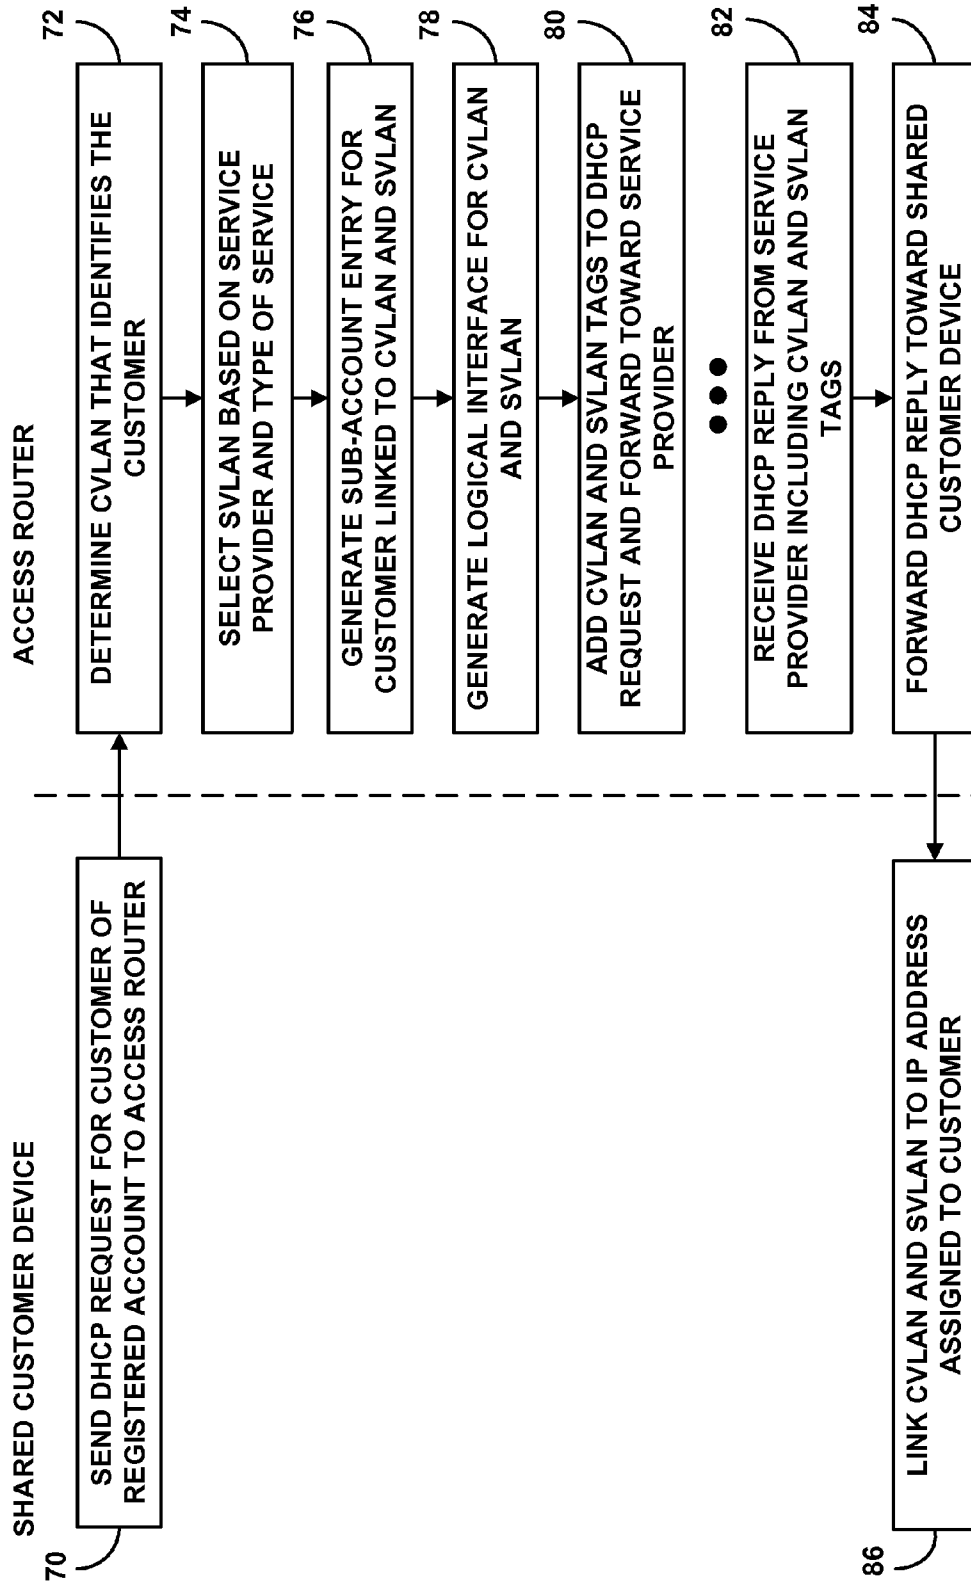 SHARED CUSTOMER DEVICE
ACCESS ROUTER
70
SEND DHCP REQUEST FOR CUSTOMER OF
REGISTERED ACCOUNT TO ACCESS ROUTER
72
DETERMINE CVLAN THAT IDENTIFIES THE
CUSTOMER
74
SELECT SVLAN BASED ON SERVICE
PROVIDER AND TYPE OF SERVICE
76
GENERATE SUB-ACCOUNT ENTRY FOR
CUSTOMER LINKED TO CVLAN AND SVLAN
78
GENERATE LOGICAL INTERFACE FOR CVLAN
AND SVLAN
80
ADD CVLAN AND SVLAN TAGS TO DHCP
REQUEST AND FORWARD TOWARD SERVICE
PROVIDER
82
RECEIVE DHCP REPLY FROM SERVICE
PROVIDER INCLUDING CVLAN AND SVLAN
TAGS
84
FORWARD DHCP REPLY TOWARD SHARED
CUSTOMER DEVICE
86
LINK CVLAN AND SVLAN TO IP ADDRESS
ASSIGNED TO CUSTOMER